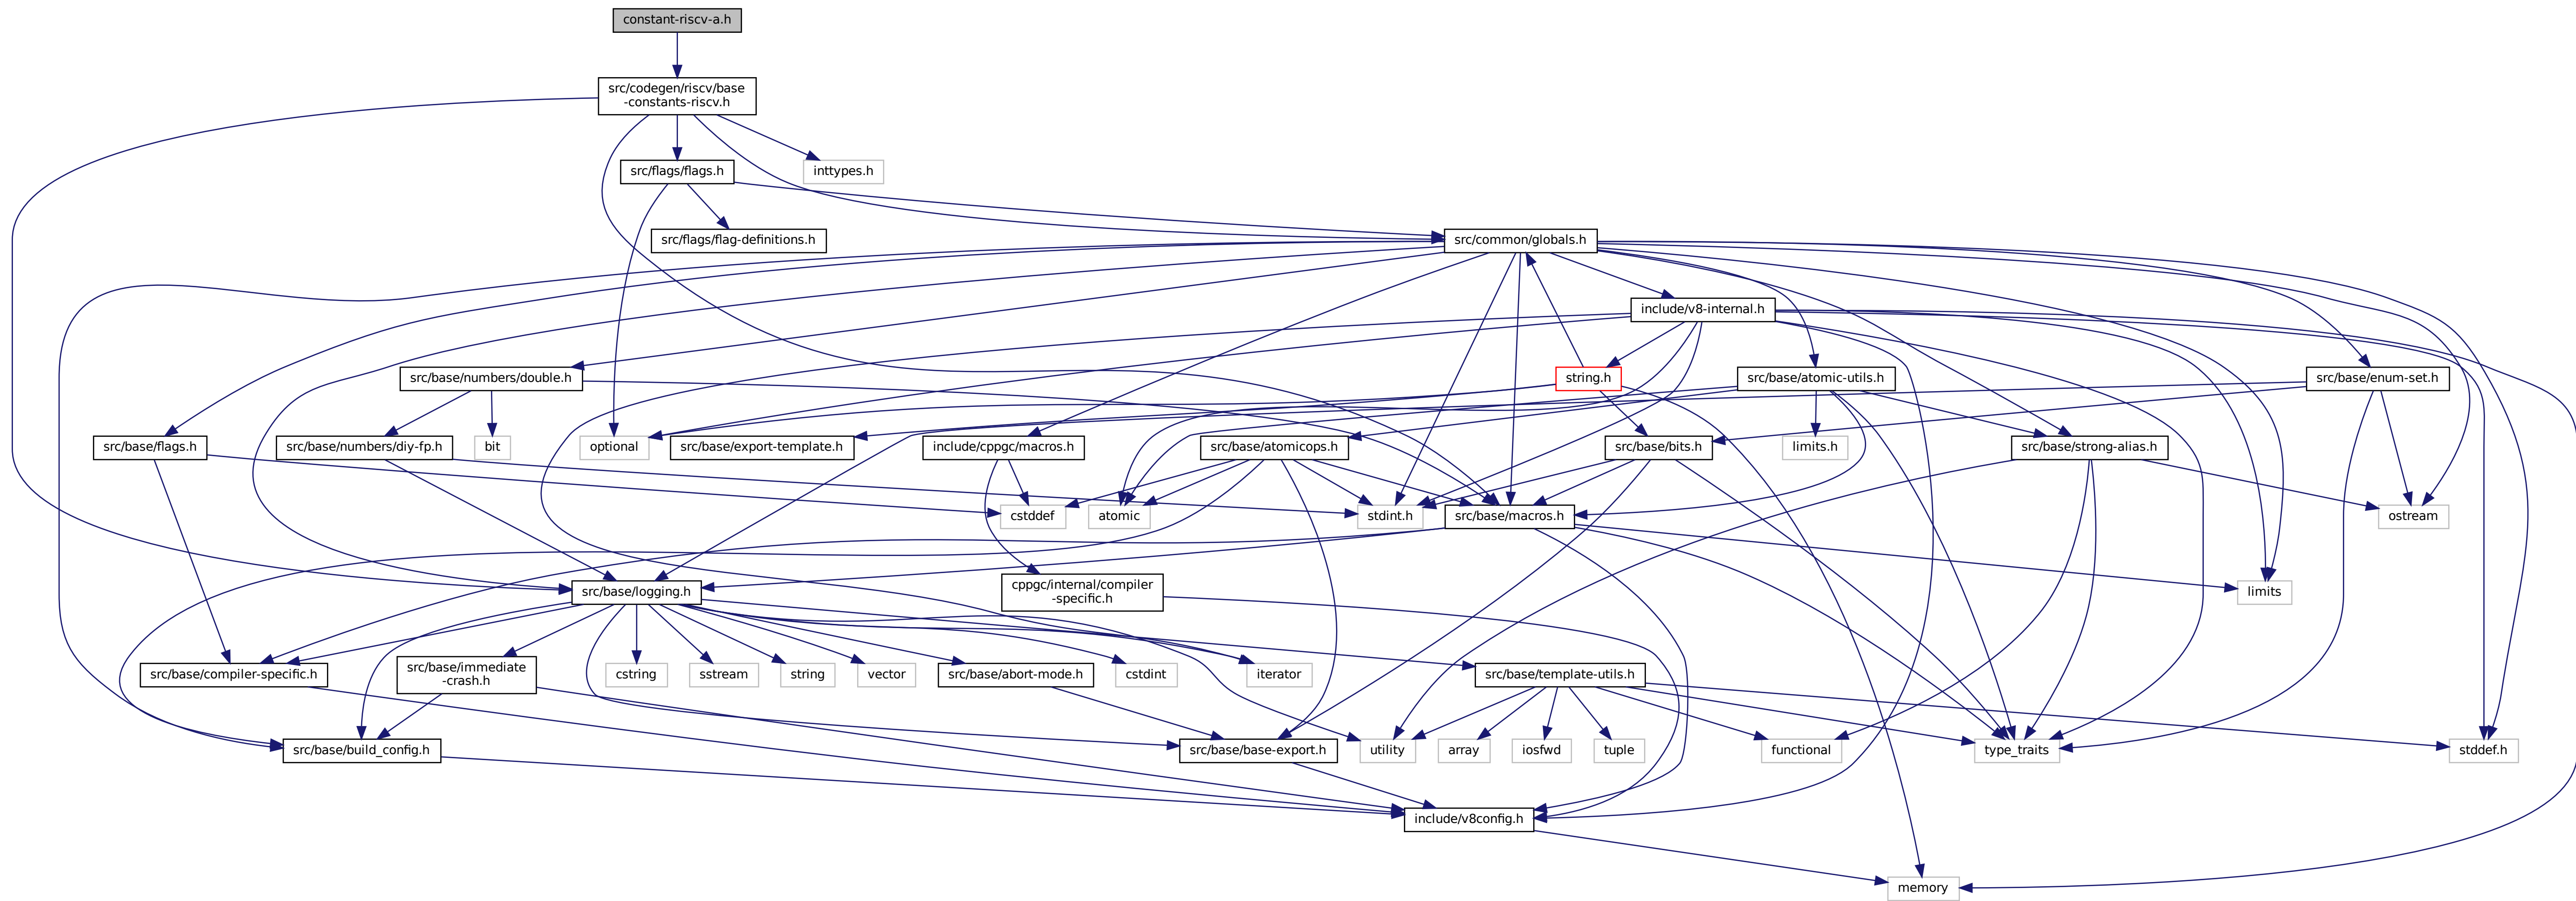 constant-riscv-a.h
src/codegen/riscv/base
-constants-riscv.h
src/flags/flags.h
inttypes.h
src/flags/flag-definitions.h
src/common/globals.h
include/v8-internal.h
src/base/numbers/double.h
string.h
src/base/atomic-utils.h
src/base/enum-set.h
src/base/flags.h
src/base/numbers/diy-fp.h
bit
optional
src/base/export-template.h
include/cppgc/macros.h
src/base/atomicops.h
src/base/bits.h
limits.h
src/base/strong-alias.h
cstddef
atomic
stdint.h
src/base/macros.h
ostream
src/base/logging.h
cppgc/internal/compiler
-specific.h
limits
src/base/compiler-specific.h
src/base/immediate
-crash.h
cstring
sstream
string
vector
src/base/abort-mode.h
cstdint
iterator
src/base/template-utils.h
src/base/build_config.h
src/base/base-export.h
utility
array
iosfwd
tuple
functional
type_traits
stddef.h
include/v8config.h
memory